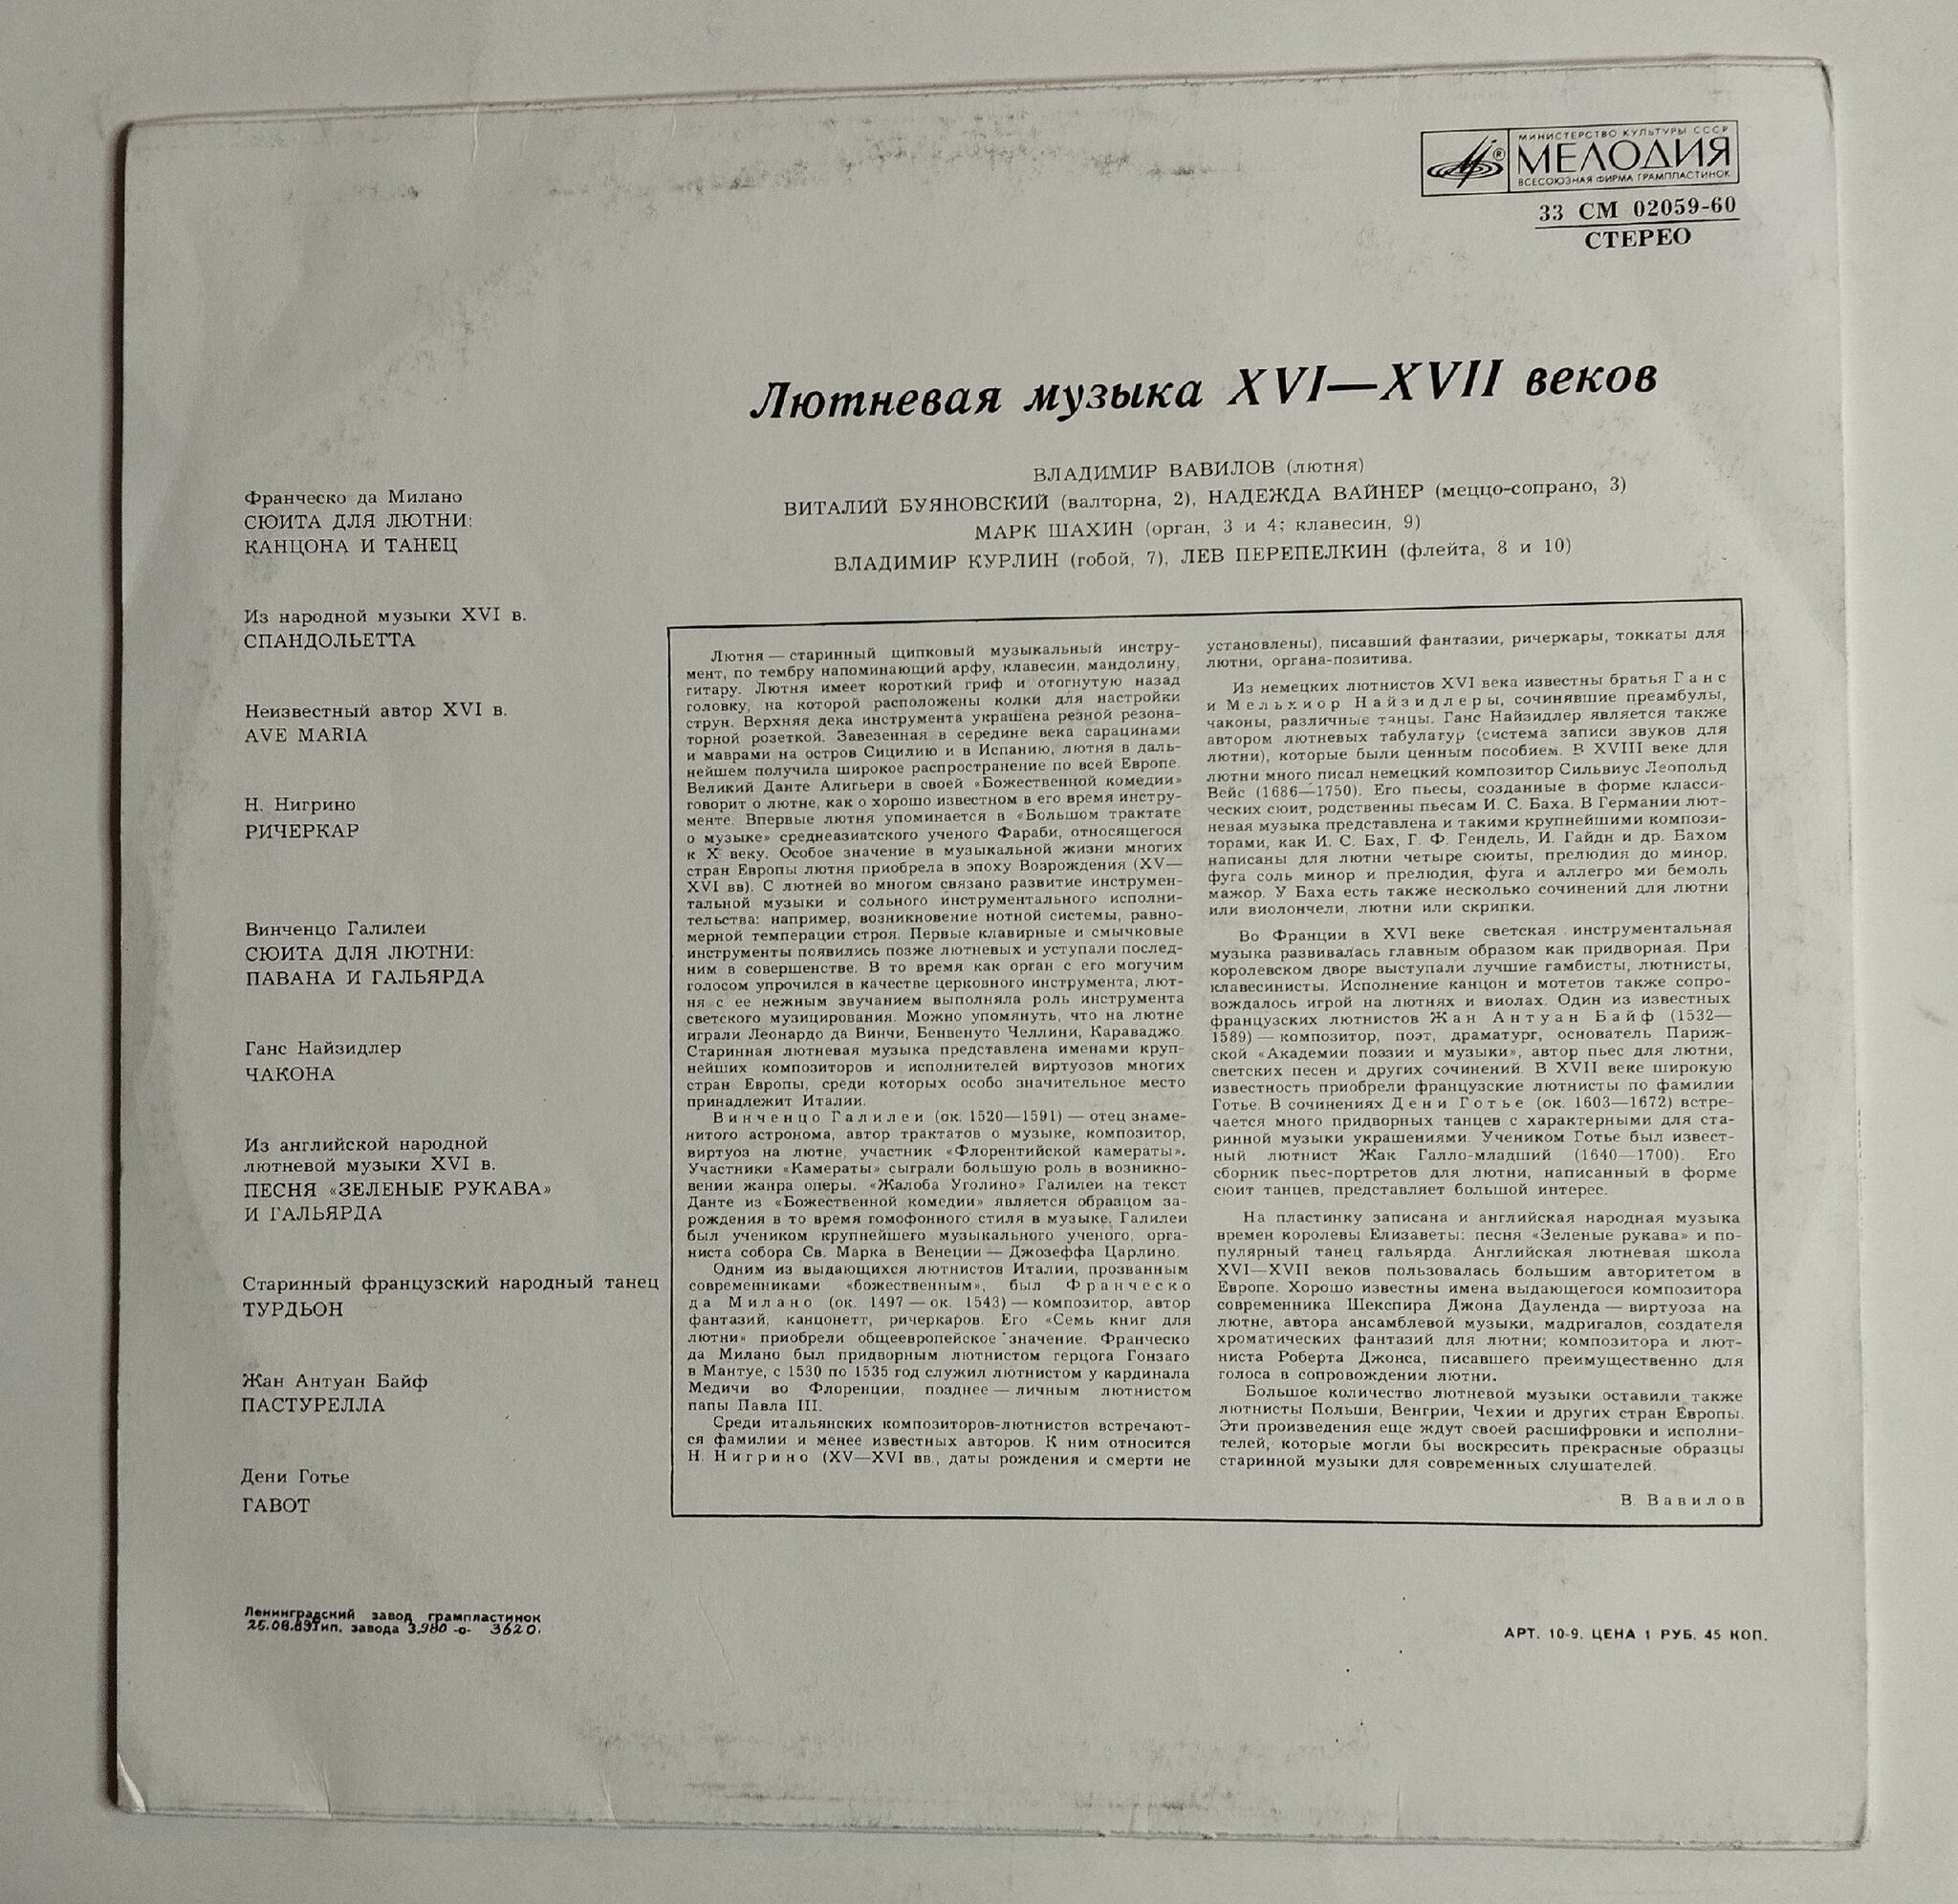 МИНИСТЕРСТВО КУЛЬТУРЫ СССР
МЕЛОДИЯ
ВСЕСОЮЗНАЯ ФИРМА ГРАМПЛАСТИНОК
33 СМ 02059-60
СТЕРЕО
Лютневая музыка XVI—XVII веков
ВЛАДИМИР ВАВИЛОВ (лютня)
ВИТАЛИЙ БУЯНОВСКИЙ (валторна, 2), НАДЕЖДА ВАЙНЕР (меццо-сопрано, 3)
МАРК ШАХИН (орган, 3 и 4; клавесин, 9)
ВЛАДИМИР КУРЛИН (гобой, 7), ЛЕВ ПЕРЕПЕЛКИН (флейта, 8 и 10)
Франческо да Милано
СЮИТА ДЛЯ ЛЮТНИ:
КАНЦОНА И ТАНЕЦ
Из народной музыки XVI в.
СПАНДОЛЬЕТТА
Неизвестный автор XVI в.
AVE MARIA
Н. Нигрино
РИЧЕРКАР
Винченцо Галилеи
СЮИТА ДЛЯ ЛЮТНИ:
ПАВАНА И ГАЛЬЯРДА
Ганс Найзидлер
ЧАКОНА
Из английской народной
лютневой музыки XVI в.
ПЕСНЯ «ЗЕЛЕНЫЕ РУКАВА»
И ГАЛЬЯРДА
Старинный французский народный танец
ТУРДЬОН
Жан Антуан Байф
ПАСТУРЕЛЛА
Дени Готье
ГАВОТ
Лютня — старинный щипковый музыкальный инстру-
мент, по тембру напоминающий арфу, клавесин, мандолину,
гитару. Лютня имеет короткий гриф и отогнутую назад
головку, на которой расположены колки для настройки
струн. Верхняя дека инструмента украшена резной резона-
торной розеткой. Завезенная в середине века сарацинами
и маврами на остров Сицилию и в Испанию, лютня в даль-
нейшем получила широкое распространение по всей Европе.
Великий Данте Алигьери в своей «Божественной комедии»
говорит о лютне, как о хорошо известном в его время инстру-
менте. Впервые лютня упоминается в «Большом трактате
о музыке» среднеазиатского ученого Фараби, относящегося
к X веку. Особое значение в музыкальной жизни многих
стран Европы лютня приобрела в эпоху Возрождения (XV—
XVI вв). С лютней во многом связано развитие инструмен-
тальной музыки и сольного инструментального исполни-
тельства: например, возникновение нотной системы, равно-
мерной темперации строя. Первые клавирные и смычковые
инструменты появились позже лютневых и уступали послед-
ним в совершенстве. В то время как орган с его могучим
голосом упрочился в качестве церковного инструмента, лют-
ня с ее нежным звучанием выполняла роль инструмента
светского музицирования. Можно упомянуть, что на лютне
играли Леонардо да Винчи, Бенвенуто Челлини, Караваджо.
Старинная лютневая музыка представлена именами круп-
нейших композиторов и исполнителей виртуозов многих
стран Европы, среди которых особо значительное место
принадлежит Италии.
Винченцо Галилеи (ок. 1520—1591) — отец знаме-
нитого астронома, автор трактатов о музыке, композитор,
виртуоз на лютне, участник «Флорентийской камераты».
Участники «Камераты» сыграли большую роль в возникно-
вении жанра оперы. «Жалоба Уголино» Галилеи на текст
Данте из «Божественной комедии» является образцом за-
рождения в то время гомофонного стиля в музыке. Галилеи
был учеником крупнейшего музыкального ученого, орга-
ниста собора Св. Марка в Венеции — Джозеффа Царлино.
Одним из выдающихся лютнистов Италии, прозванным
современниками «божественным», был Франческо
да Милано (ок. 1497 — ок. 1543) — композитор, автор
фантазий, канцонетт, ричеркаров. Его «Семь книг для
лютни» приобрели общеевропейское значение. Франческо
да Милано был придворным лютнистом герцога Гонзаго
в Мантуе, с 1530 по 1535 год служил лютнистом у кардинала
Медичи во Флоренции, позднее — личным лютнистом
папы Павла III.
Среди итальянских композиторов-лютнистов встречают-
ся фамилии и менее известных авторов. К ним относится
Н. Нигрино (XV—XVI вв., даты рождения и смерти не
установлены), писавший фантазии, ричеркары, токкаты для
лютни, органа-позитива.
Из немецких лютнистов XVI века известны братья Ганс
и Мельхиор Найзидлеры, сочинявшие преамбулы,
чаконы, различные танцы. Ганс Найзидлер является также
автором лютневых табулатур (система записи звуков для
лютни), которые были ценным пособием. В XVIII веке для
лютни много писал немецкий композитор Сильвиус Леопольд
Вейс (1686—1750). Его пьесы, созданные в форме класси-
ческих сюит, родственны пьесам И. С. Баха. В Германии лют-
невая музыка представлена и такими крупнейшими компози-
торами, как И. С. Бах, Г. Ф. Гендель, И. Гайдн и др. Бахом
написаны для лютни четыре сюиты, прелюдия до минор,
фуга соль минор и прелюдия, фуга и аллегро ми бемоль
мажор. У Баха есть также несколько сочинений для лютни
или виолончели, лютни или скрипки.
Во Франции в XVI веке светская инструментальная
музыка развивалась главным образом как придворная. При
королевском дворе выступали лучшие гамбисты, лютнисты,
клавесинисты. Исполнение канцон и мотетов также сопро-
вождалось игрой на лютнях и виолах. Один из известных
французских лютнистов Жан Антуан Байф (1532—
1589) — композитор, поэт, драматург, основатель Париж-
ской «Академии поэзии и музыки», автор пьес для лютни,
светских песен и других сочинений. В XVII веке широкую
известность приобрели французские лютнисты по фамилии
Готье. В сочинениях Дени Готье (ок. 1603—1672) встре-
чается много придворных танцев с характерными для ста-
ринной музыки украшениями. Учеником Готье был извест-
ный лютнист Жак Галло-младший (1640—1700). Его
сборник пьес-портретов для лютни, написанный в форме
сюит танцев, представляет большой интерес.
На пластинку записана и английская народная музыка
времен королевы Елизаветы: песня «Зеленые рукава» и по-
пулярный танец гальярда. Английская лютневая школа
XVI—XVII веков пользовалась большим авторитетом в
Европе. Хорошо известны имена выдающегося композитора
современника Шекспира Джона Дауленда — виртуоза на
лютне, автора ансамблевой музыки, мадригалов, создателя
хроматических фантазий для лютни; композитора и лют-
ниста Роберта Джонса, писавшего преимущественно для
голоса в сопровождении лютни.
Большое количество лютневой музыки оставили также
лютнисты Польши, Венгрии, Чехии и других стран Европы.
Эти произведения еще ждут своей расшифровки и исполни-
телей, которые могли бы воскресить прекрасные образцы
старинной музыки для современных слушателей.
В. Вавилов
Ленинградский завод грампластинок
25.08.89 Тип. завода З.980 -о- 3620.
АРТ. 10-9. ЦЕНА 1 РУБ. 45 КОП.